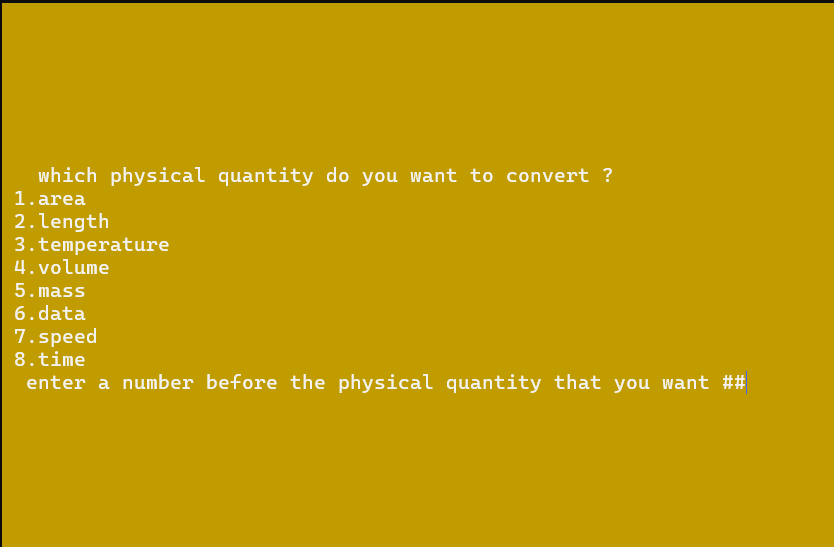 which physical quantity do you want to convert ?
1.area
2.length
3.temperature
4.volume
5.mass
6.data
7.speed
8.time
enter a number before the physical quantity that you want ##